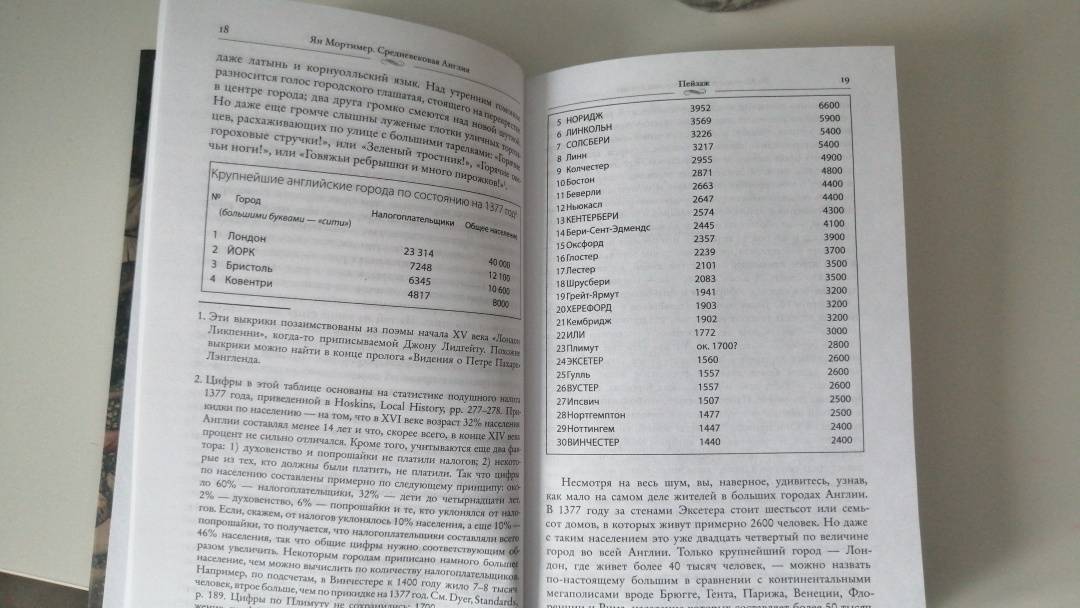 18
Ян Мортимер. Средневековая Англия
даже латынь и корнуолльский язык. Над утренним гомоном
разносится голос городского глашатая, стоящего на перекрестке
в центре города; два друга громко смеются над новой шуткой.
Но даже еще громче слышны луженые глотки уличных торгов-
цев, расхаживающих по улице с большими тарелками: «Горячие
гороховые стручки!», или «Зеленый тростник!», «Горячие ове-
чьи ноги!», или «Говяжьи ребрышки и много пирожков!»¹.
Крупнейшие английские города по состоянию на 1377 год²
№ Город Налогоплательщики Общее население
(большими буквами — «сити»)
1 Лондон 23 314 40 000
2 ЙОРК 7248 12 100
3 Бристоль 6345 10 600
4 Ковентри 4817 8000
1. Эти выкрики позаимствованы из поэмы начала XV века «Лондон
Ликпенни», когда-то приписываемой Джону Лидгейту. Похожие
выкрики можно найти в конце пролога «Видения о Петре Пахаре»
Лэнгленда.
2. Цифры в этой таблице основаны на статистике подушного налога
1377 года, приведенной в Hoskins, Local History, pp. 277–278. При-
кидки по населению — на том, что в XVI веке возраст 32% населения
Англии составлял менее 14 лет и что, скорее всего, в конце XIV века
процент не сильно отличался. Кроме того, учитываются еще два фак-
тора: 1) духовенство и попрошайки не платили налогов; 2) некото-
рые из тех, кто должны были платить, не платили. Так что цифры
по населению составлены примерно по следующему принципу: око-
ло 60% — налогоплательщики, 32% — дети до четырнадцати лет,
2% — духовенство, 6% — попрошайки и те, кто уклонялся от нало-
гов. Если, скажем, от налогов уклонялось 10% населения, а еще 10% —
попрошайки, то получается, что налогоплательщики составляли всего
46% населения, так что общие цифры нужно соответствующим об-
разом увеличить. Некоторым городам приписано намного большее
население, чем можно вычислить по количеству налогоплательщиков.
Например, по подсчетам, в Винчестере к 1400 году жило 7–8 тысяч
человек, втрое больше, чем по прикидке на 1377 год. См. Dyer, Standards,
p. 189. Цифры по Плимуту не сохранились: 1700
Пейзаж
19
5 НОРИДЖ 3952 6600
6 ЛИНКОЛЬН 3569 5900
7 СОЛСБЕРИ 3226 5400
8 Линн 3217 5400
9 Колчестер 2955 4900
10 Бостон 2871 4800
11 Беверли 2663 4400
12 Ньюкасл 2647 4400
13 КЕНТЕРБЕРИ 2574 4300
14 Бери-Сент-Эдмендс 2445 4100
15 Оксфорд 2357 3900
16 Глостер 2239 3700
17 Лестер 2101 3500
18 Шрусбери 2083 3500
19 Грейт-Ярмут 1941 3200
20 ХЕРЕФОРД 1903 3200
21 Кембридж 1902 3200
22 ИЛИ 1772 3000
23 Плимут ок. 1700? 2800
24 ЭКСЕТЕР 1560 2600
25 Гулль 1557 2600
26 ВУСТЕР 1557 2600
27 Ипсвич 1507 2500
28 Нортгемптон 1477 2500
29 Ноттингем 1447 2400
30 ВИНЧЕСТЕР 1440 2400
Несмотря на весь шум, вы, наверное, удивитесь, узнав,
как мало на самом деле жителей в больших городах Англии.
В 1377 году за стенами Эксетера стоит шестьсот или семь-
сот домов, в которых живут примерно 2600 человек. Но даже
с таким населением это уже двадцать четвертый по величине
город во всей Англии. Только крупнейший город — Лон-
дон, где живет более 40 тысяч человек, — можно назвать
по-настоящему большим в сравнении с континентальными
мегаполисами вроде Брюгге, Гента, Парижа, Венеции, Фло-
ренции и Рима, население которых составляет более 50 тысяч